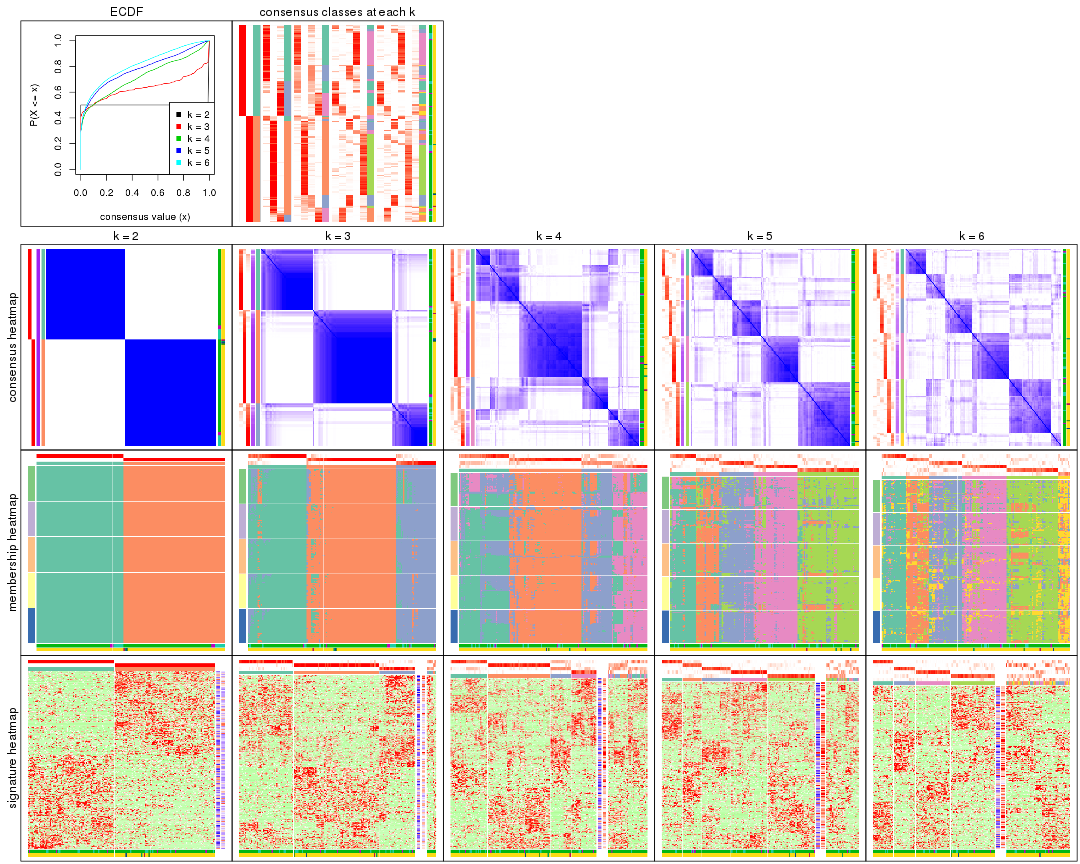 ECDF
consensus classes at each k
P(X <= x)
0.0 0.2 0.4 0.6 0.8 1.0
k = 2
k = 3
k = 4
k = 5
k = 6
0.0 0.2 0.4 0.6 0.8 1.0
consensus value (x)
k = 2 k = 3 k = 4 k = 5 k = 6
consensus heatmap
membership heatmap
signature heatmap